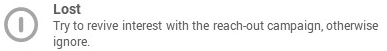 Lost
Try to revive interest with the reach-out campaign, otherwise
ignore.